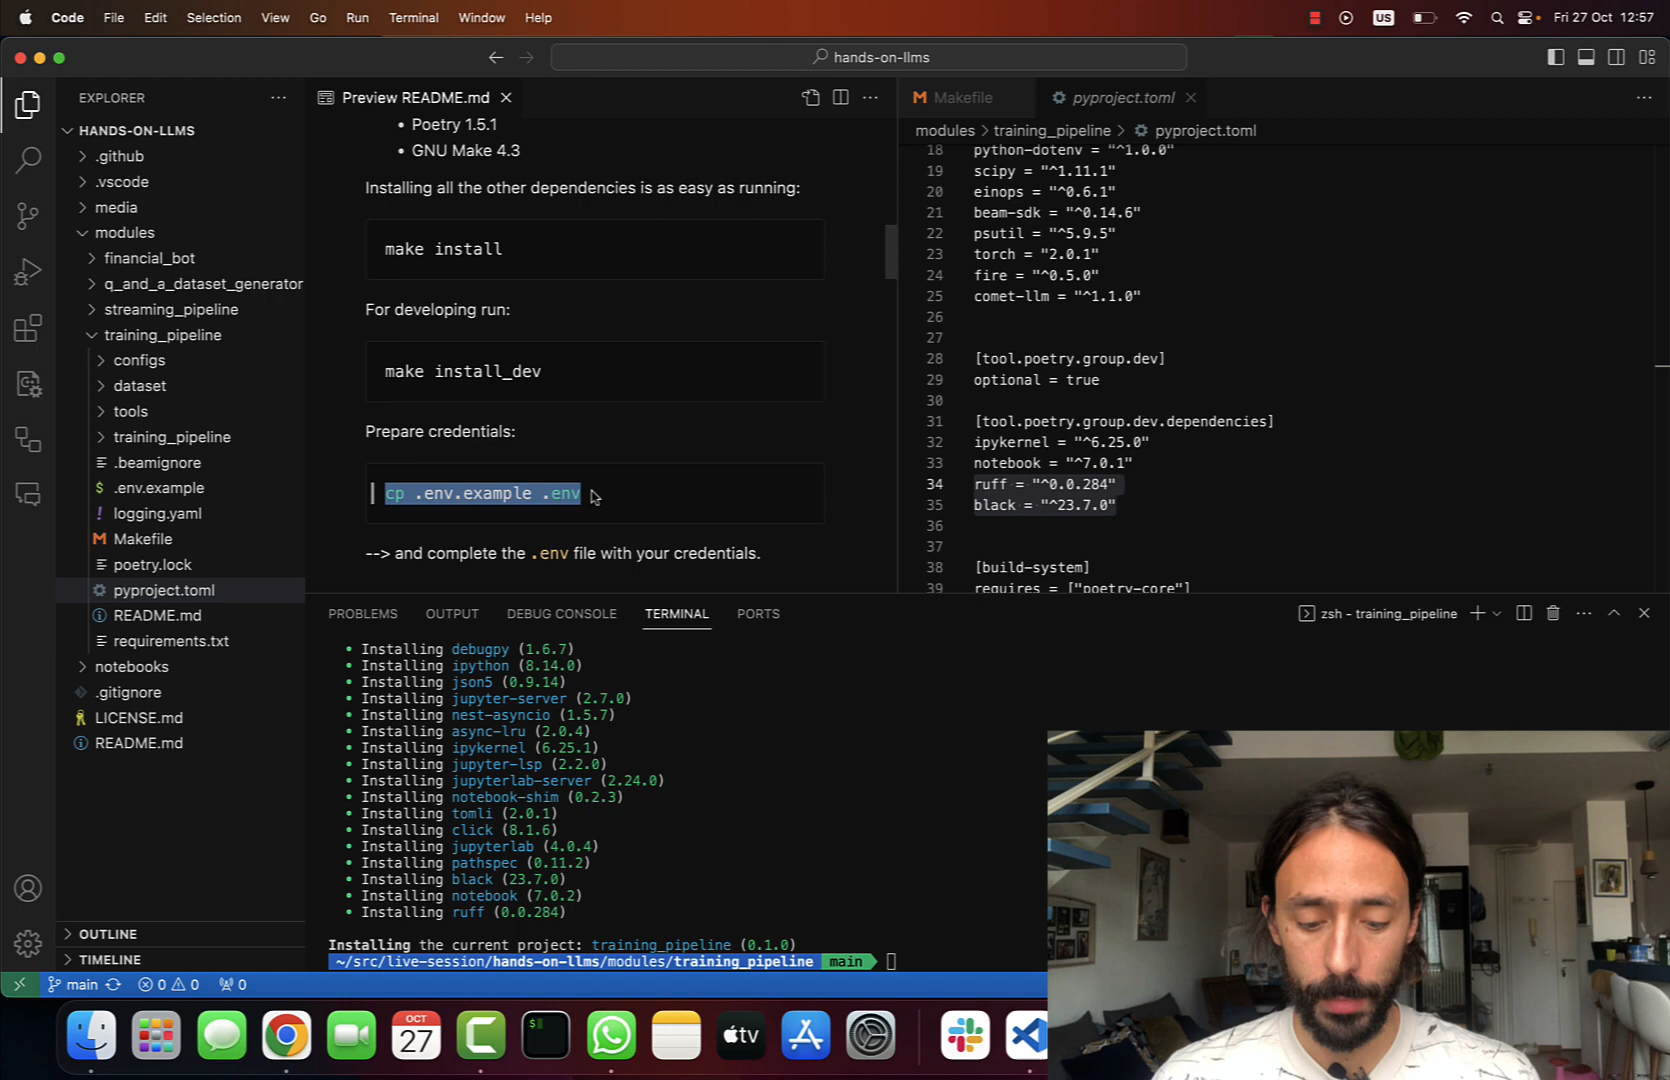 Code File Edit Selection View Go Run Terminal Window Help
US
Fri 27 Oct 12:57
hands-on-llms
EXPLORER
HANDS-ON-LLMS
.github
.vscode
media
modules
financial_bot
q_and_a_dataset_generator
streaming_pipeline
training_pipeline
configs
dataset
tools
training_pipeline
.beamignore
$ .env.example
! logging.yaml
M Makefile
poetry.lock
pyproject.toml
README.md
requirements.txt
notebooks
.gitignore
LICENSE.md
README.md
OUTLINE
TIMELINE
Preview README.md
• Poetry 1.5.1
• GNU Make 4.3
Installing all the other dependencies is as easy as running:
make install
For developing run:
make install_dev
Prepare credentials:
cp .env.example .env
--> and complete the .env file with your credentials.
M Makefile
pyproject.toml
modules > training_pipeline > pyproject.toml
18 python-dotenv = "^1.0.0"
19 scipy = "^1.11.1"
20 einops = "^0.6.1"
21 beam-sdk = "^0.14.6"
22 psutil = "^5.9.5"
23 torch = "2.0.1"
24 fire = "^0.5.0"
25 comet-llm = "^1.1.0"
26
27
28 [tool.poetry.group.dev]
29 optional = true
30
31 [tool.poetry.group.dev.dependencies]
32 ipykernel = "^6.25.0"
33 notebook = "^7.0.1"
34 ruff = "^0.0.284"
35 black = "^23.7.0"
36
37
38 [build-system]
39 requires = ["poetry-core"]
PROBLEMS OUTPUT DEBUG CONSOLE TERMINAL PORTS
zsh - training_pipeline
• Installing debugpy (1.6.7)
• Installing ipython (8.14.0)
• Installing json5 (0.9.14)
• Installing jupyter-server (2.7.0)
• Installing nest-asyncio (1.5.7)
• Installing async-lru (2.0.4)
• Installing ipykernel (6.25.1)
• Installing jupyter-lsp (2.2.0)
• Installing jupyterlab-server (2.24.0)
• Installing notebook-shim (0.2.3)
• Installing tomli (2.0.1)
• Installing click (8.1.6)
• Installing jupyterlab (4.0.4)
• Installing pathspec (0.11.2)
• Installing black (23.7.0)
• Installing notebook (7.0.2)
• Installing ruff (0.0.284)
Installing the current project: training_pipeline (0.1.0)
~/src/live-session/hands-on-llms/modules/training_pipeline main
main 0 0 0
OCT
27
$
tv